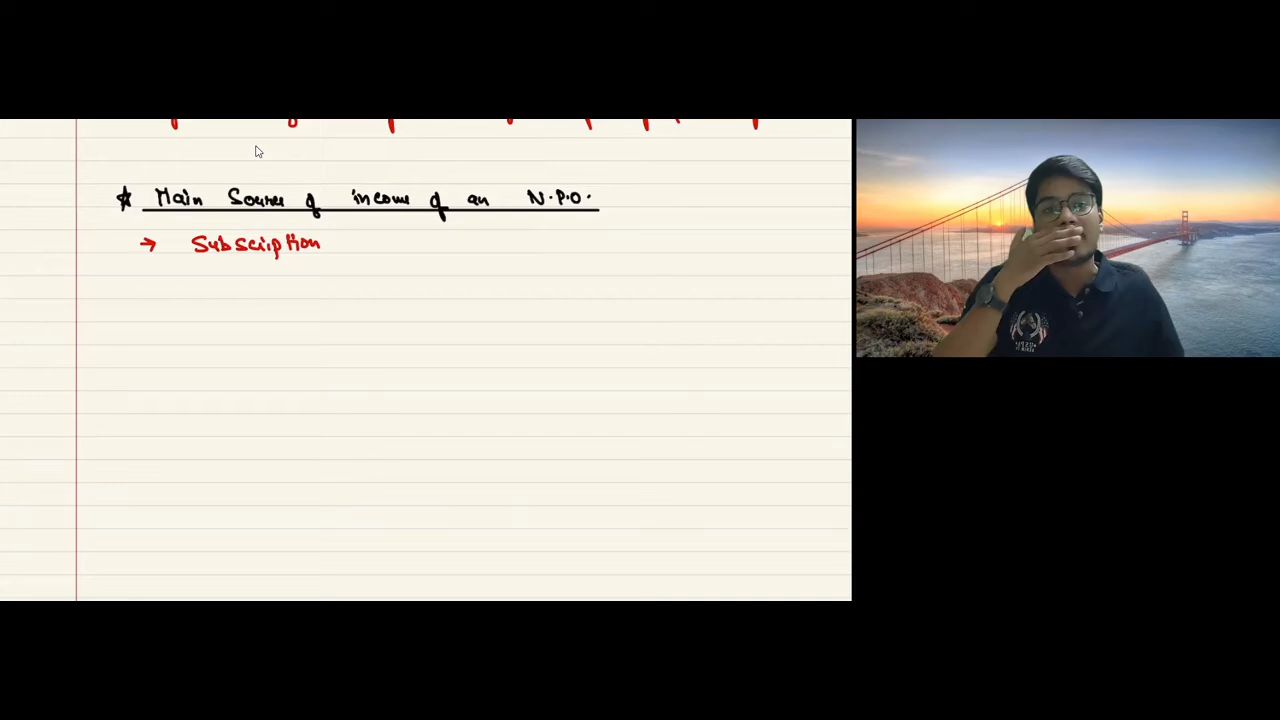 ★ Main Source of income of an N.P.O.
→ Subscription